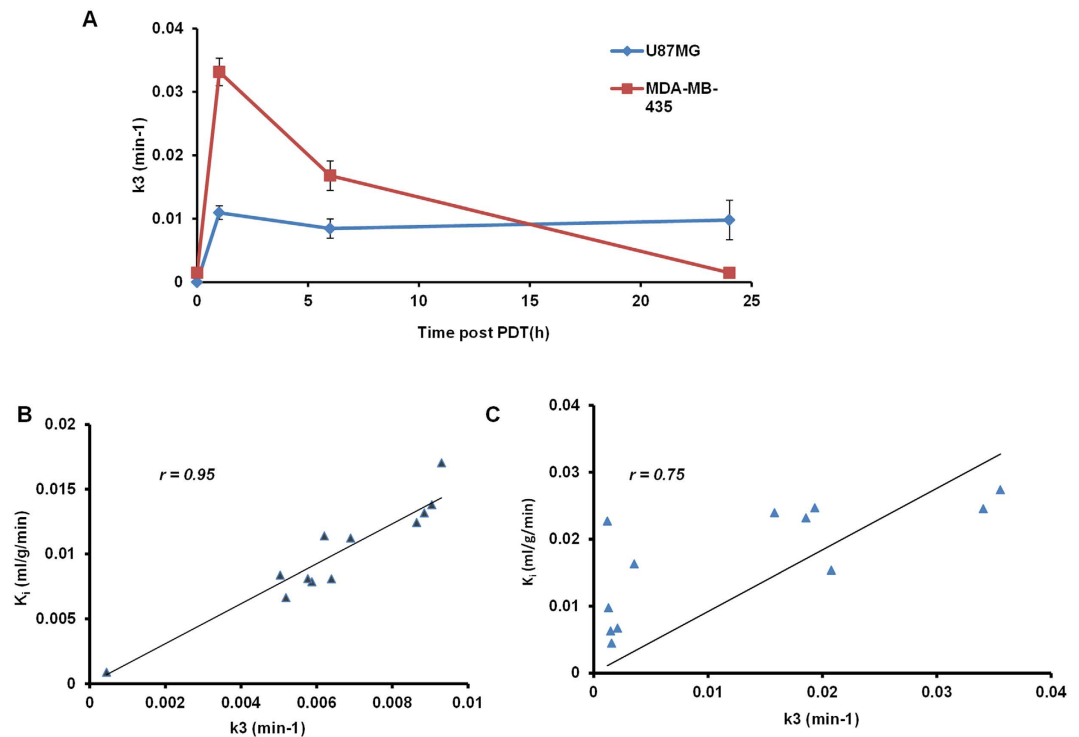 A
0.04
0.03
0.02
0.01
0
k3 (min-1)
0 5 10 15 20 25
Time post PDT(h)
U87MG
MDA-MB-
435
B
0.02
0.015
0.01
0.005
0
Ki (ml/g/min)
r = 0.95
0 0.002 0.004 0.006 0.008 0.01
k3 (min-1)
C
0.04
0.03
0.02
0.01
0
Ki (ml/g/min)
r = 0.75
0 0.01 0.02 0.03 0.04
k3 (min-1)